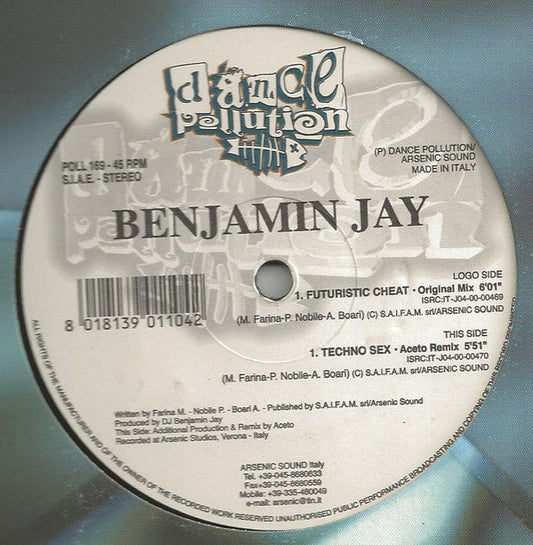 dance
pollution
POLL 169 - 45 RPM
S.I.A.E. - STEREO
(P) DANCE POLLUTION/
ARSENIC SOUND
MADE IN ITALY
BENJAMIN JAY
LOGO SIDE
1. FUTURISTIC CHEAT • Original Mix 6'01"
ISRC:IT-J04-00-00469
(M. Farina-P. Nobile-A. Boari) (C) S.A.I.F.A.M. srl/ARSENIC SOUND
8 018139 011042
THIS SIDE
1. TECHNO SEX • Aceto Remix 5'51"
ISRC:IT-J04-00-00470
(M. Farina-P. Nobile-A. Boari) (C) S.A.I.F.A.M. srl/ARSENIC SOUND
Written by Farina M. - Nobile P. - Boari A. - Published by S.A.I.F.A.M. srl/Arsenic Sound
Produced by DJ Benjamin Jay
This Side: Additional Production & Remix by Aceto
Recorded at Arsenic Studios, Verona - Italy
ARSENIC SOUND Italy
Tel. +39-045-8680633
Fax+39-045-8680559
Mobile: +39-335-480049
e-mail: arsenic@tin.it
ALL RIGHTS OF THE MANUFACTURER AND OF THE OWNER OF THE RECORDED WORK RESERVED UNAUTHORISED PUBLIC PERFORMANCE BROADCASTING AND COPYING OF THIS RECORD PROHIBITED